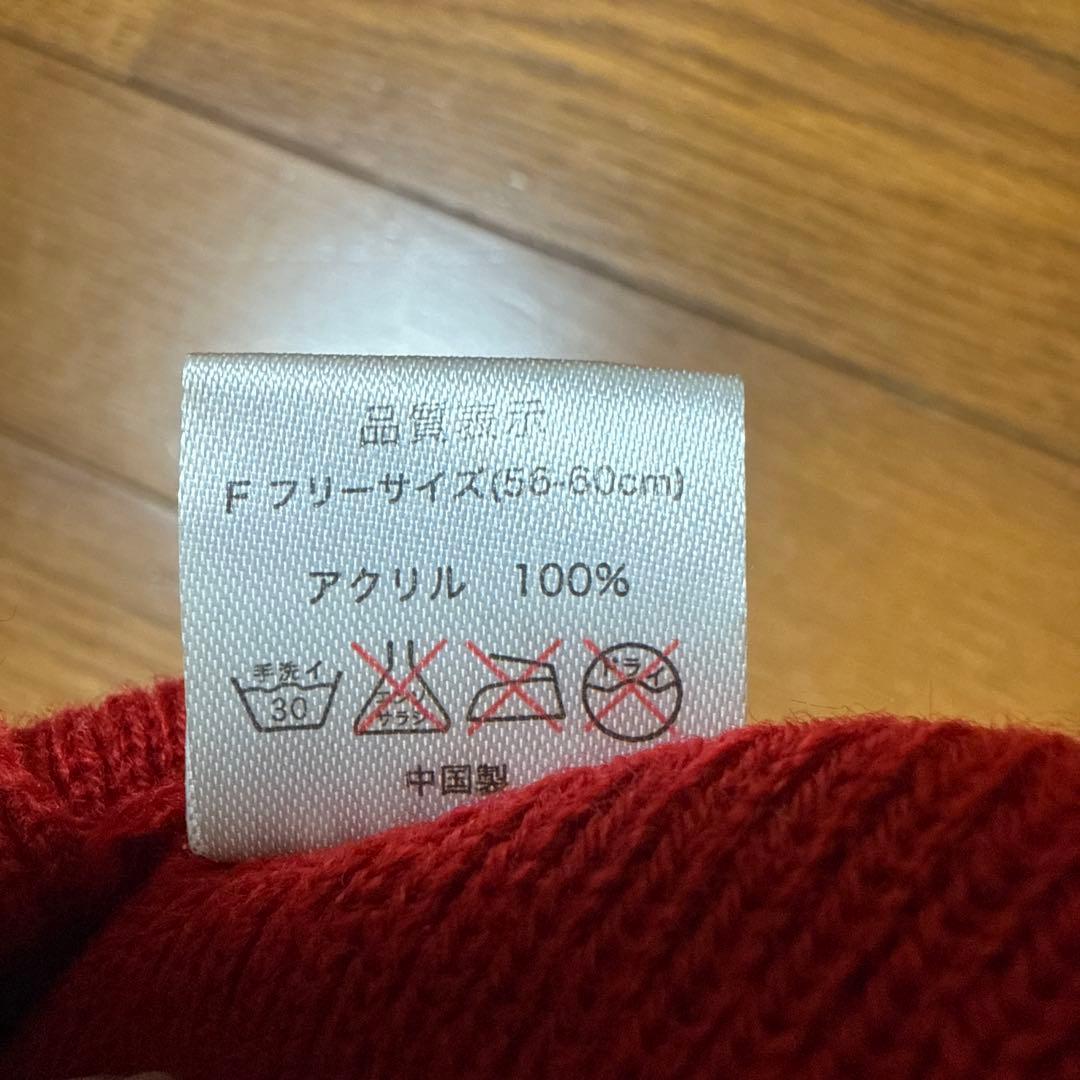 品質表示
F フリーサイズ(56-60cm)
アクリル 100%
手洗イ
30
エンソ
サラシ
ドライ
中国製